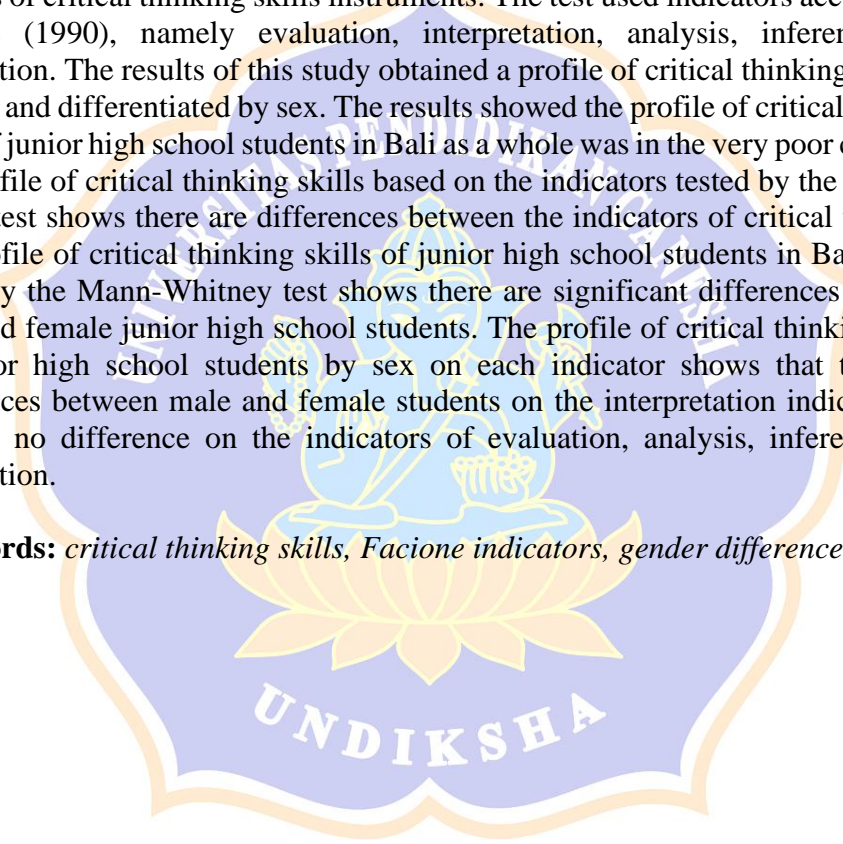 s of critical thinking skills instruments. The test used indicators acc
(1990), namely evaluation, interpretation, analysis, inferen
tion. The results of this study obtained a profile of critical thinking
and differentiated by sex. The results showed the profile of critical
f junior high school students in Bali as a whole was in the very poor c
file of critical thinking skills based on the indicators tested by the
test shows there are differences between the indicators of critical t
ofile of critical thinking skills of junior high school students in Ba
y the Mann-Whitney test shows there are significant differences
d female junior high school students. The profile of critical thinki
or high school students by sex on each indicator shows that t
ces between male and female students on the interpretation indic
no difference on the indicators of evaluation, analysis, infere
tion.
rds: critical thinking skills, Facione indicators, gender difference
UNIVERSITAS PENDIDIKAN GANESHA
UNDIKSHA